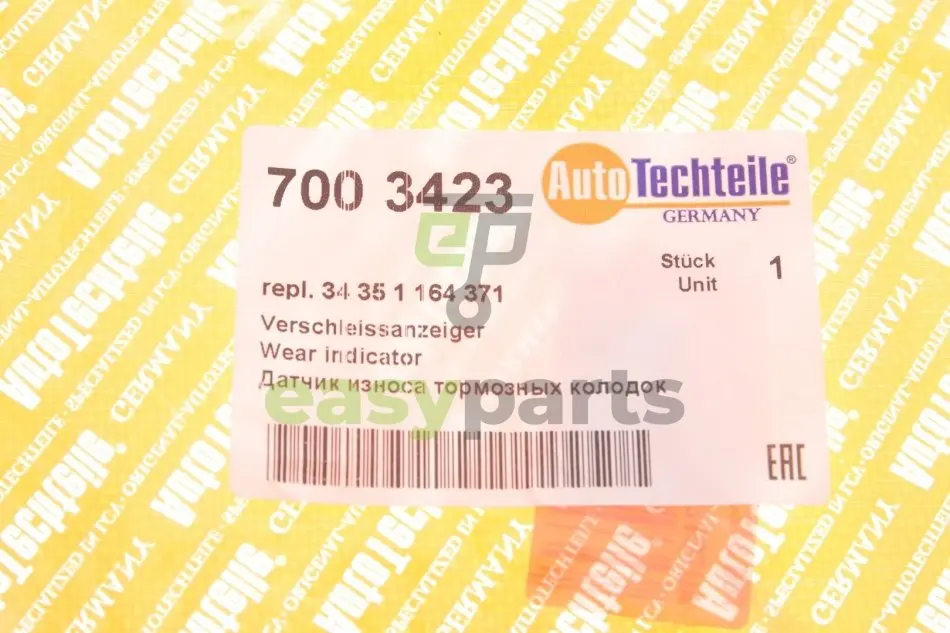 700 3423
AutoTechteile®
GERMANY
Stück 1
Unit
repl. 34 35 1 164 371
Verschleissanzeiger
Wear indicator
Датчик износа тормозных колодок
easyparts
EAC